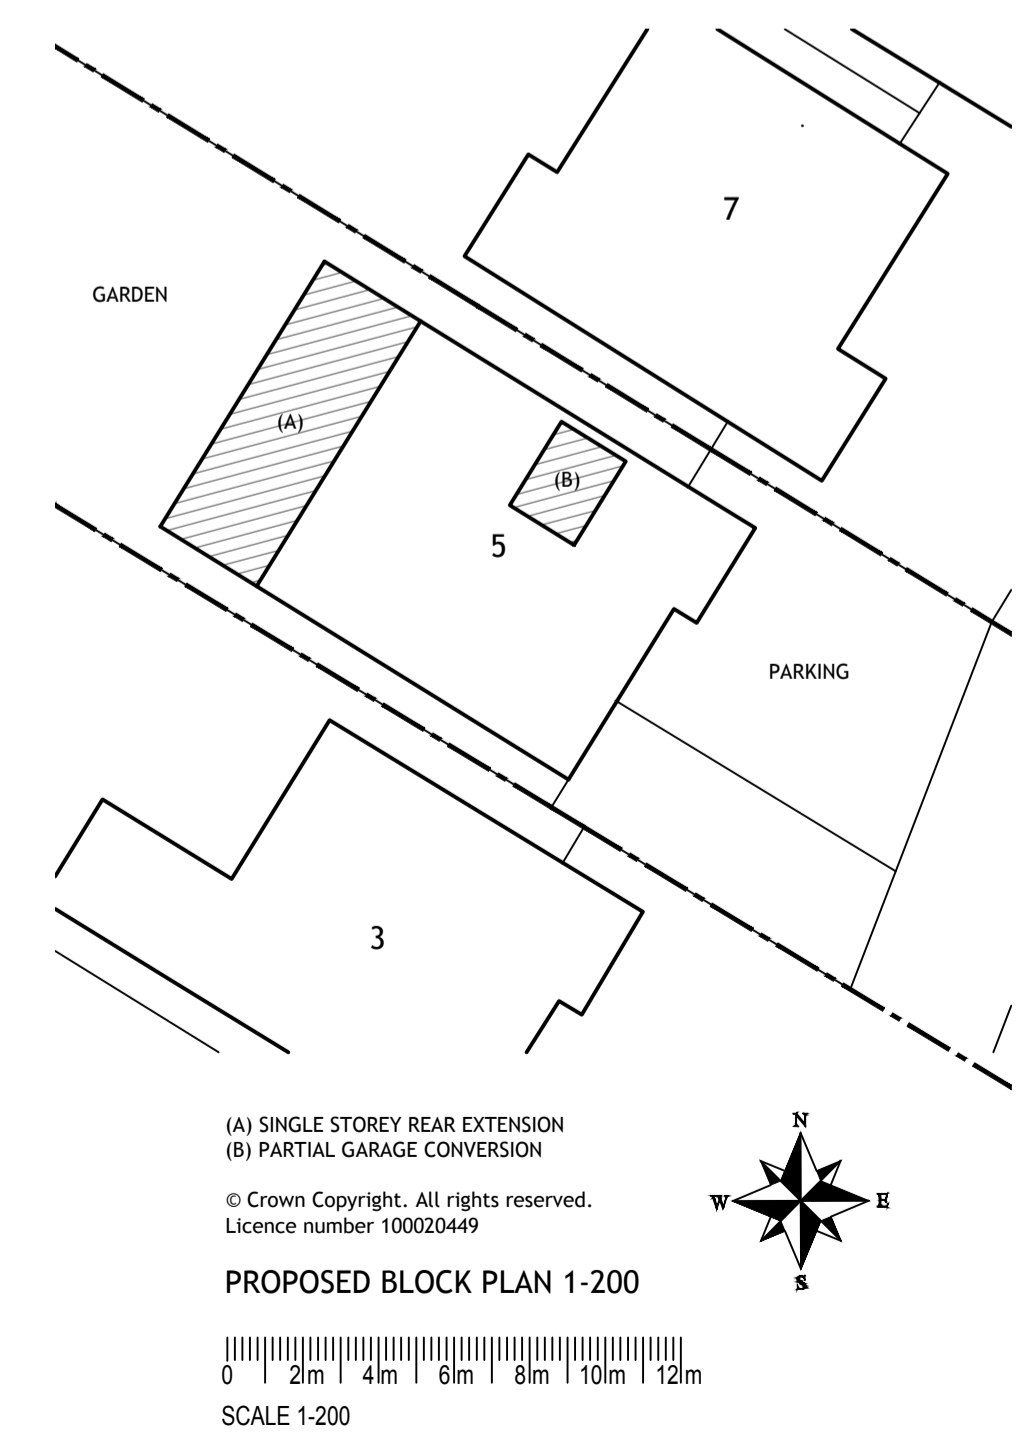 7
GARDEN
(A)
(B)
5
PARKING
3
(A) SINGLE STOREY REAR EXTENSION
(B) PARTIAL GARAGE CONVERSION
© Crown Copyright. All rights reserved.
Licence number 100020449
PROPOSED BLOCK PLAN 1-200
N
W E
S
0 2m 4m 6m 8m 10m 12m
SCALE 1-200